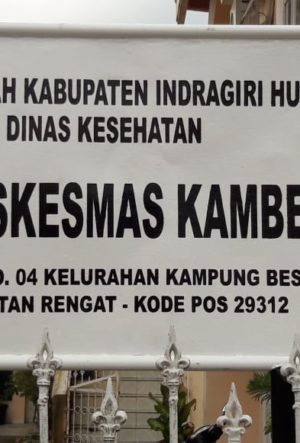 AH KABUPATEN INDRAGIRI HU
DINAS KESEHATAN
SKESMAS KAMBE
O. 04 KELURAHAN KAMPUNG BES
TAN RENGAT - KODE POS 29312